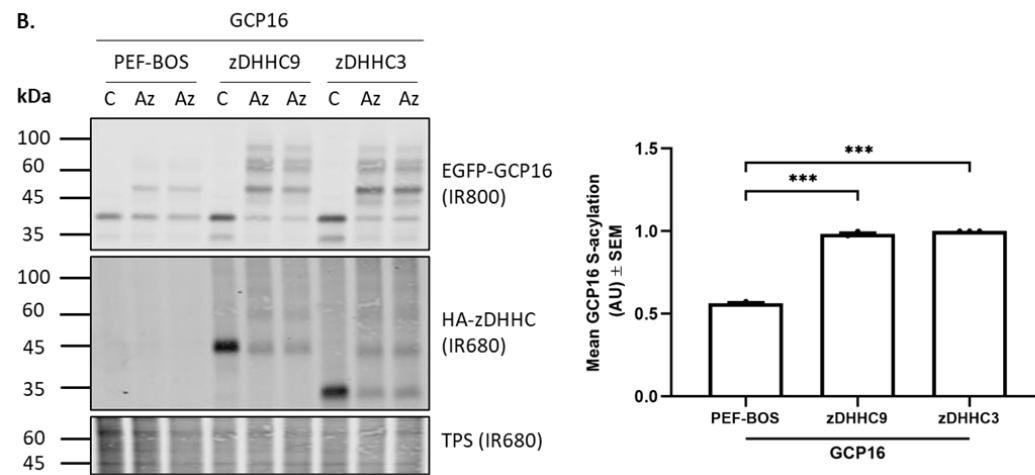 B.
GCP16
PEF-BOS zDHHC9 zDHHC3
kDa C Az Az C Az Az C Az Az
100
60
45
35
EGFP-GCP16
(IR800)
100
60
45
35
HA-zDHHC
(IR680)
60
45
TPS (IR680)
Mean GCP16 S-acylation
(AU) ± SEM
1.5
1.0
0.5
0.0
***
***
PEF-BOS zDHHC9 zDHHC3
GCP16